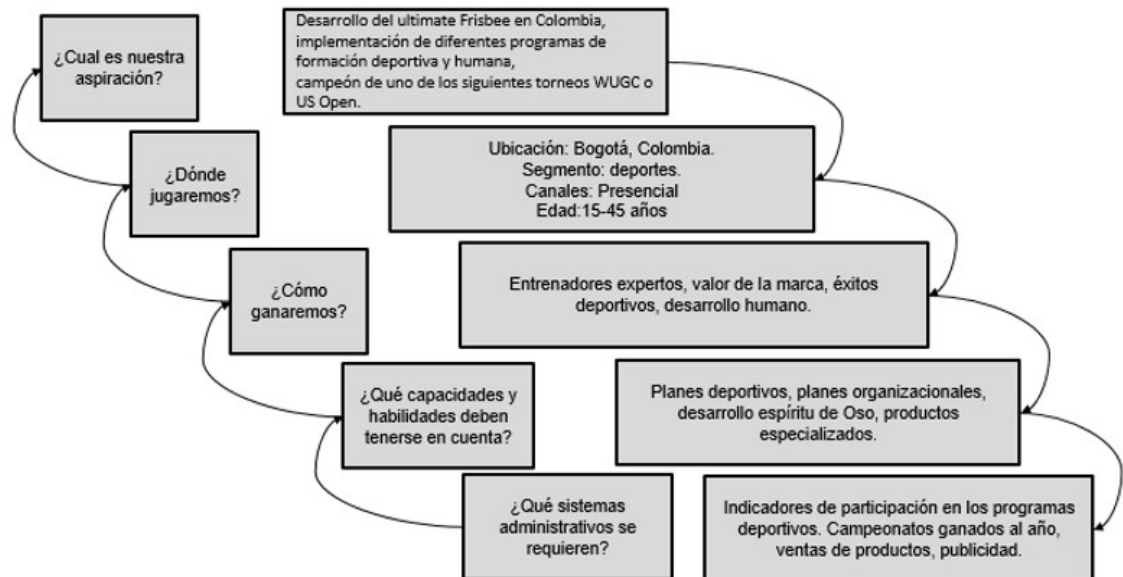 ¿Cual es nuestra
aspiración?
Desarrollo del ultimate Frisbee en Colombia,
implementación de diferentes programas de
formación deportiva y humana,
campeón de uno de los siguientes torneos WUGC o
US Open.
¿Dónde
jugaremos?
Ubicación: Bogotá, Colombia.
Segmento: deportes.
Canales: Presencial
Edad:15-45 años
¿Cómo
ganaremos?
Entrenadores expertos, valor de la marca, éxitos
deportivos, desarrollo humano.
¿Qué capacidades y
habilidades deben
tenerse en cuenta?
Planes deportivos, planes organizacionales,
desarrollo espíritu de Oso, productos
especializados.
¿Qué sistemas
administrativos se
requieren?
Indicadores de participación en los programas
deportivos. Campeonatos ganados al año,
ventas de productos, publicidad.